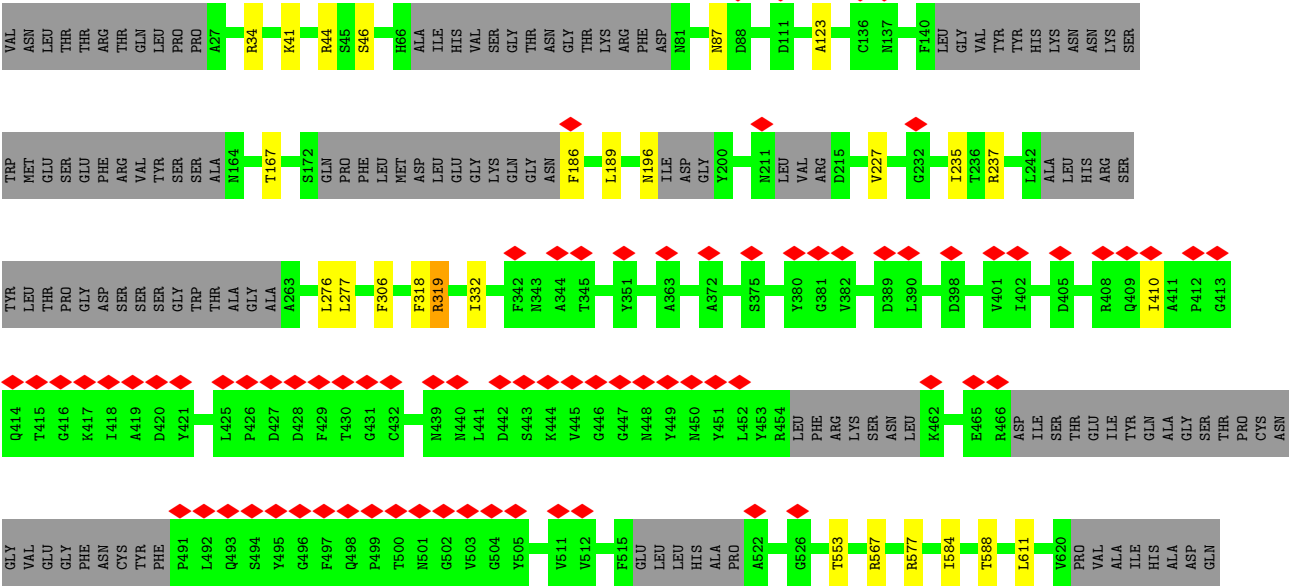 VAL ASN LEU THR THR ARG THR GLN LEU PRO PRO A27 R34 K41 R44 S45 S46 H66 ALA ILE HIS VAL SER GLY THR ASN GLY THR LYS ARG PHE ASP N81 N87 D88 D111 A123 C136 N137 F140 LEU GLY VAL TYR TYR HIS LYS ASN ASN LYS SER
TRP MET GLU SER GLU PHE ARG VAL TYR SER SER ALA N164 T167 S172 GLN PRO PHE LEU MET ASP LEU GLU GLY LYS GLN GLY ASN F186 L189 N196 ILE ASP GLY Y200 N211 LEU VAL ARG D215 V227 G232 I235 T236 R237 L242 ALA LEU HIS ARG SER
TYR LEU THR PRO GLY ASP SER SER SER GLY TRP THR ALA GLY ALA A263 L276 L277 F306 F318 R319 I332 F342 N343 A344 T345 Y351 A363 A372 S375 Y380 G381 V382 D389 L390 D398 V401 I402 D405 R408 Q409 I410 A411 P412 G413
Q414 T415 G416 K417 I418 A419 D420 Y421 L425 P426 D427 D428 F429 T430 G431 C432 N439 N440 L441 D442 S443 K444 V445 G446 G447 N448 Y449 N450 Y451 L452 Y453 R454 LEU PHE ARG LYS SER ASN LEU K462 E465 R466 ASP ILE SER THR GLU ILE TYR GLN ALA GLY SER THR PRO CYS ASN
GLY VAL GLU GLY PHE ASN CYS TYR PHE P491 L492 Q493 S494 Y495 G496 F497 Q498 P499 T500 N501 G502 V503 G504 Y505 V511 V512 F515 GLU LEU LEU HIS ALA PRO A522 G526 T553 R567 R577 I584 T588 L611 V620 PRO VAL ALA ILE HIS ALA ASP GLN